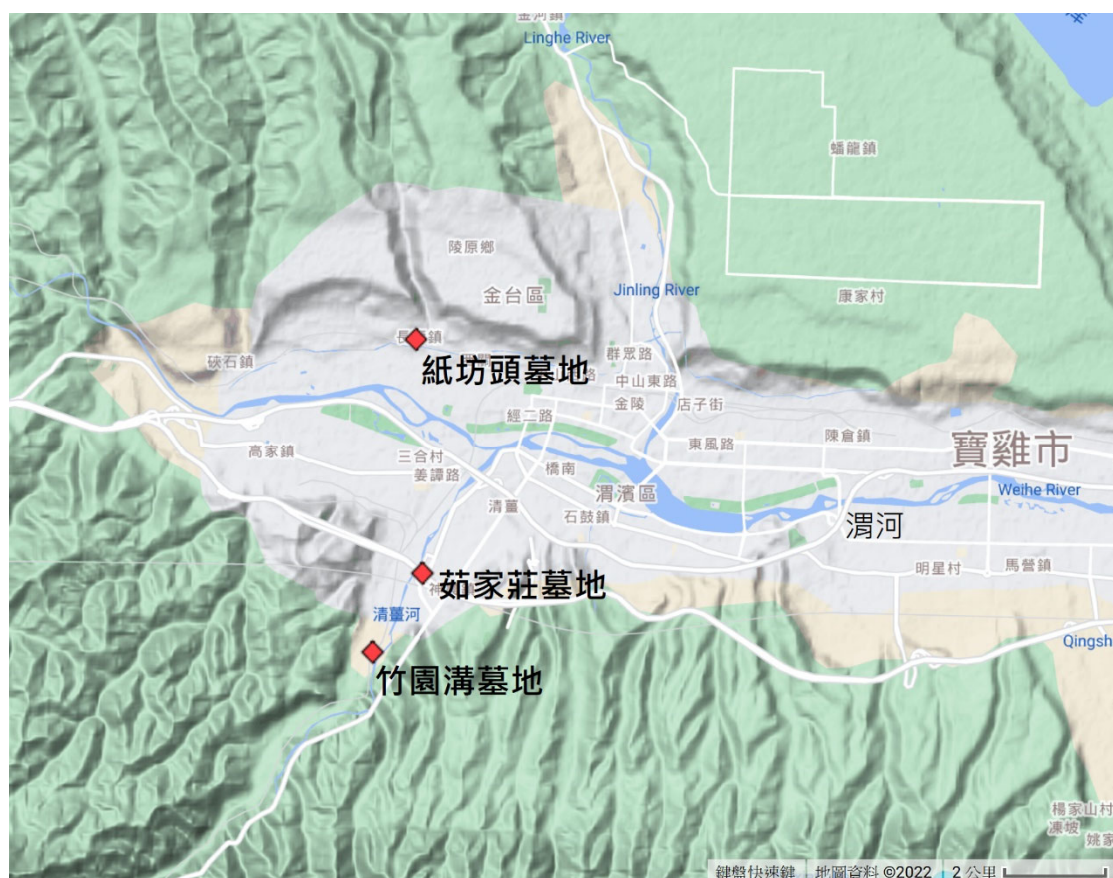 金河鎮
Linghe River
蟠龍鎮
陵原鄉
金台區
Jinling River
康家村
硤石鎮
群眾路
紙坊頭墓地
中山東路
金陵
店子街
經二路
東風路
陳倉鎮
寶雞市
高家鎮
三合村
姜譚路
橋南
渭濱區
Weihe River
清薑
石鼓鎮
渭河
明星村
馬營鎮
茹家莊墓地
清薑河
竹園溝墓地
Qingsh
楊家山村
凍坡
姚家
鍵盤快速鍵 地圖資料 ©2022 2 公里